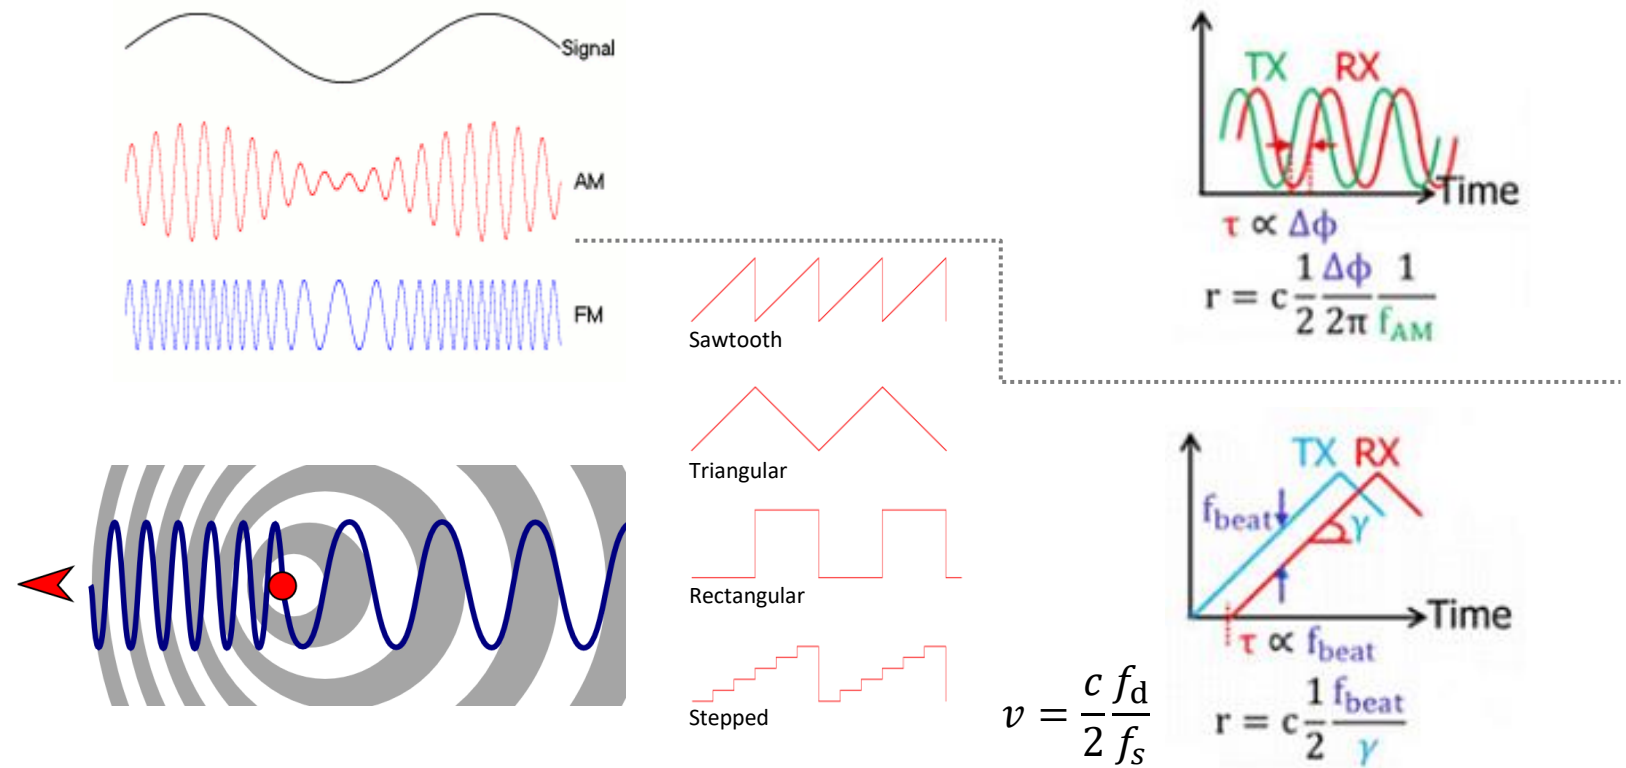 Signal
AM
FM
Sawtooth
Triangular
Rectangular
Stepped
TX RX
Time
τ ∝ Δϕ
r = c 1/2 Δϕ/2π 1/f_AM
TX RX
f_beat
γ
Time
τ ∝ f_beat
r = c 1/2 f_beat/γ
v = c/2 f_d/f_s